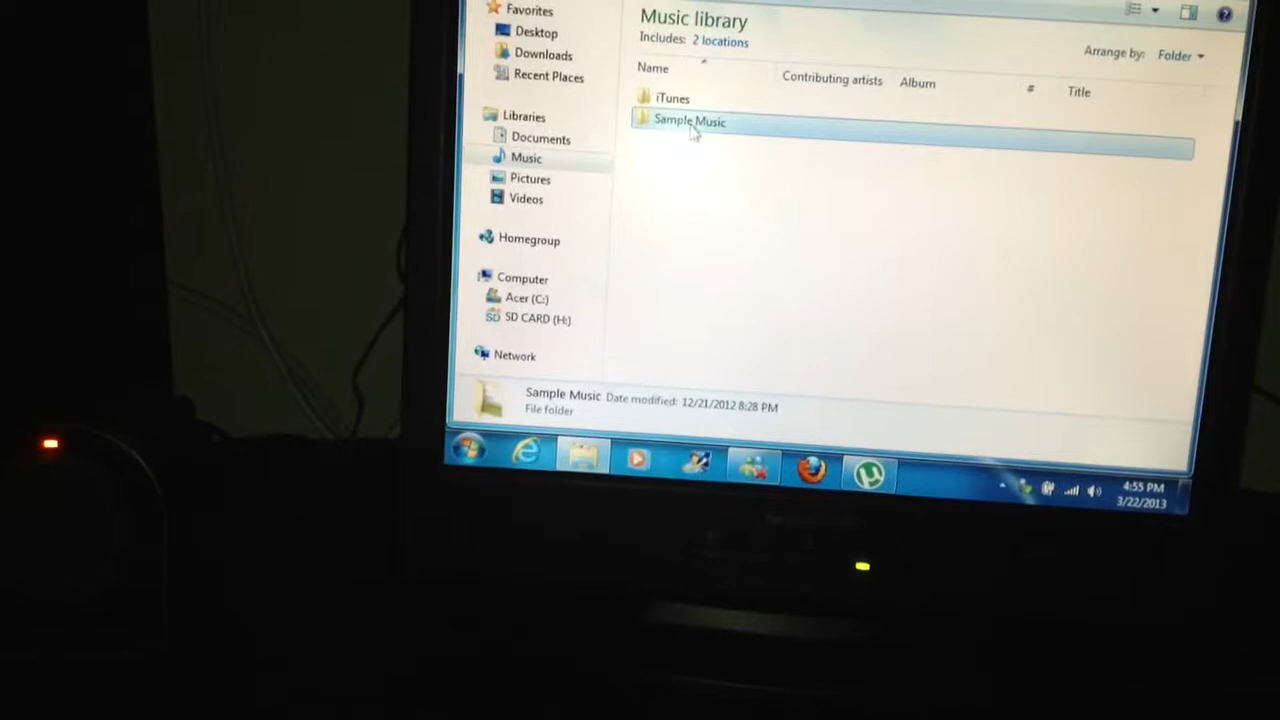 Favorites
Desktop
Downloads
Recent Places
Libraries
Documents
Music
Pictures
Videos
Homegroup
Computer
Acer (C:)
SD CARD (H:)
Network
Music library
Includes: 2 locations
Arrange by: Folder
Name Contributing artists Album # Title
iTunes
Sample Music
Sample Music Date modified: 12/21/2012 8:28 PM
File folder
4:55 PM
3/22/2013